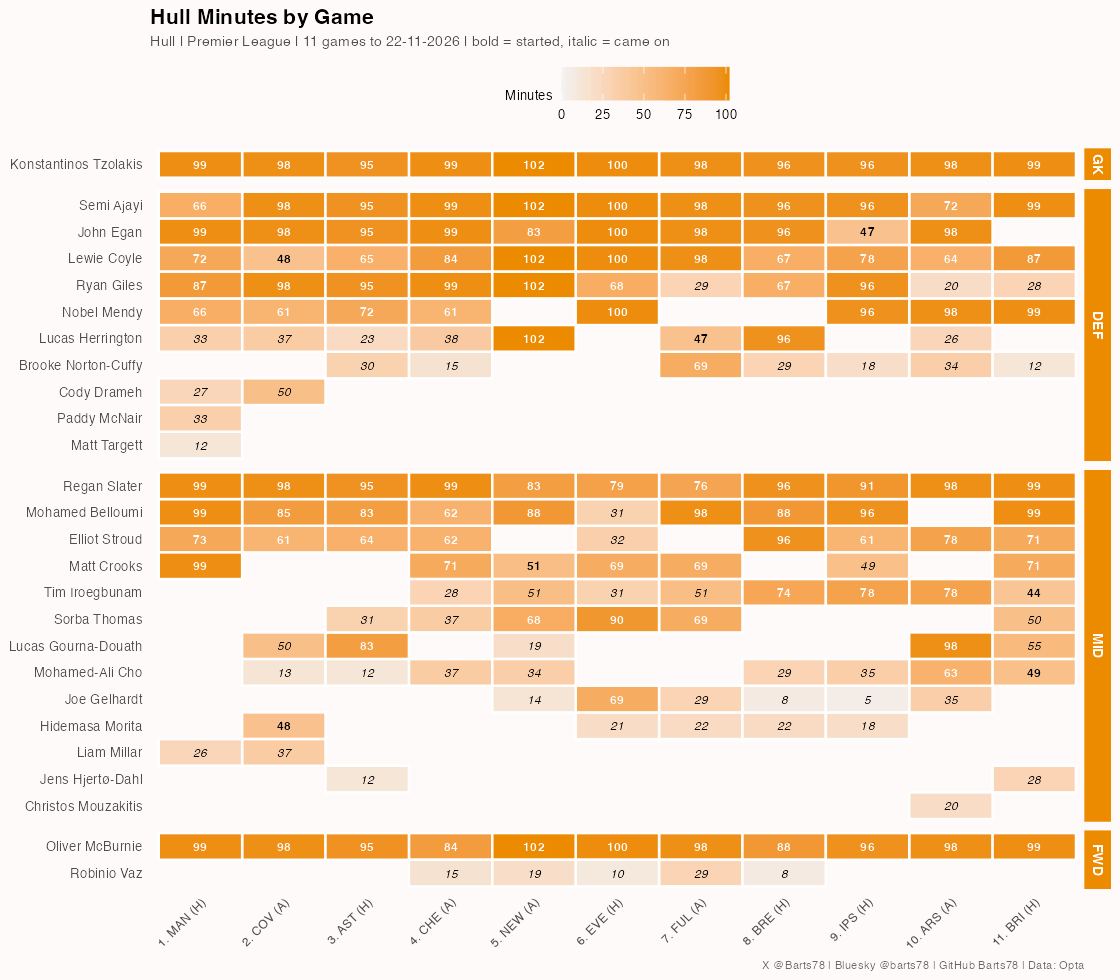 Hull Minutes by Game
Hull | Premier League | 11 games to 22-11-2026 | bold = started, italic = came on
Minutes
0 25 50 75 100
Konstantinos Tzolakis 99 98 95 99 102 100 98 96 96 98 99
GK
Semi Ajayi 66 98 95 99 102 100 98 96 96 72 99
John Egan 99 98 95 99 83 100 98 96 47 98
Lewie Coyle 72 48 65 84 102 100 98 67 78 64 87
Ryan Giles 87 98 95 99 102 68 29 67 96 20 28
Nobel Mendy 66 61 72 61 100 96 98 99
Lucas Herrington 33 37 23 38 102 47 96 26
Brooke Norton-Cuffy 30 15 69 29 18 34 12
Cody Drameh 27 50
Paddy McNair 33
Matt Targett 12
DEF
Regan Slater 99 98 95 99 83 79 76 96 91 98 99
Mohamed Belloumi 99 85 83 62 88 31 98 88 96 99
Elliot Stroud 73 61 64 62 32 96 61 78 71
Matt Crooks 99 71 51 69 69 49 71
Tim Iroegbunam 28 51 31 51 74 78 78 44
Sorba Thomas 31 37 68 90 69 50
Lucas Gourna-Douath 50 83 19 98 55
Mohamed-Ali Cho 13 12 37 34 29 35 63 49
Joe Gelhardt 14 69 29 8 5 35
Hidemasa Morita 48 21 22 22 18
Liam Millar 26 37
Jens Hjertø-Dahl 12 28
Christos Mouzakitis 20
MID
Oliver McBurnie 99 98 95 84 102 100 98 88 96 98 99
Robinio Vaz 15 19 10 29 8
FWD
1. MAN (H) 2. COV (A) 3. AST (H) 4. CHE (A) 5. NEW (A) 6. EVE (H) 7. FUL (A) 8. BRE (H) 9. IPS (H) 10. ARS (A) 11. BRI (H)
X @Barts78 | Bluesky @barts78 | GitHub Barts78 | Data: Opta